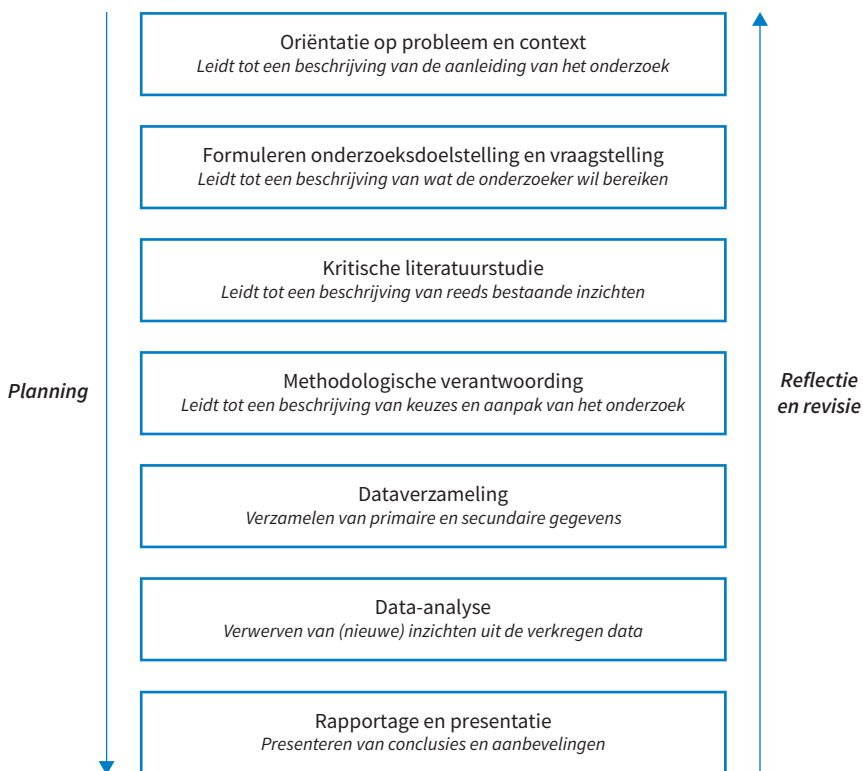 Oriëntatie op probleem en context
Leidt tot een beschrijving van de aanleiding van het onderzoek
Formuleren onderzoeksdoelstelling en vraagstelling
Leidt tot een beschrijving van wat de onderzoeker wil bereiken
Kritische literatuurstudie
Leidt tot een beschrijving van reeds bestaande inzichten
Planning
Methodologische verantwoording
Leidt tot een beschrijving van keuzes en aanpak van het onderzoek
Reflectie
en revisie
Dataverzameling
Verzamelen van primaire en secundaire gegevens
Data-analyse
Verwerven van (nieuwe) inzichten uit de verkregen data
Rapportage en presentatie
Presenteren van conclusies en aanbevelingen